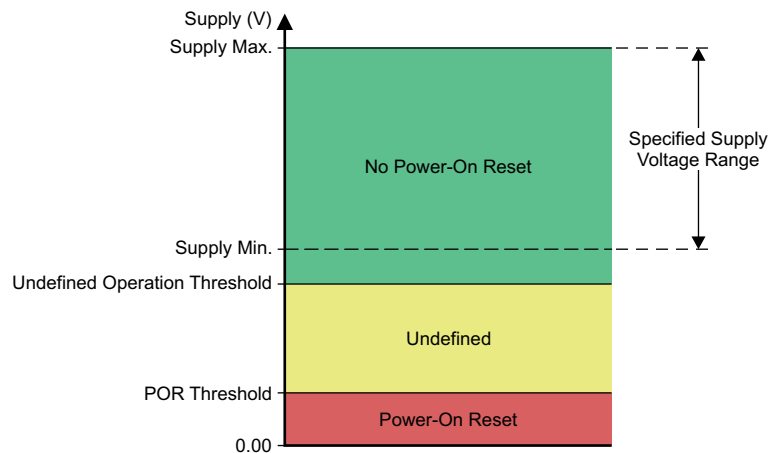 Supply (V)
Supply Max.
No Power-On Reset
Specified Supply
Voltage Range
Supply Min.
Undefined Operation Threshold
Undefined
POR Threshold
Power-On Reset
0.00